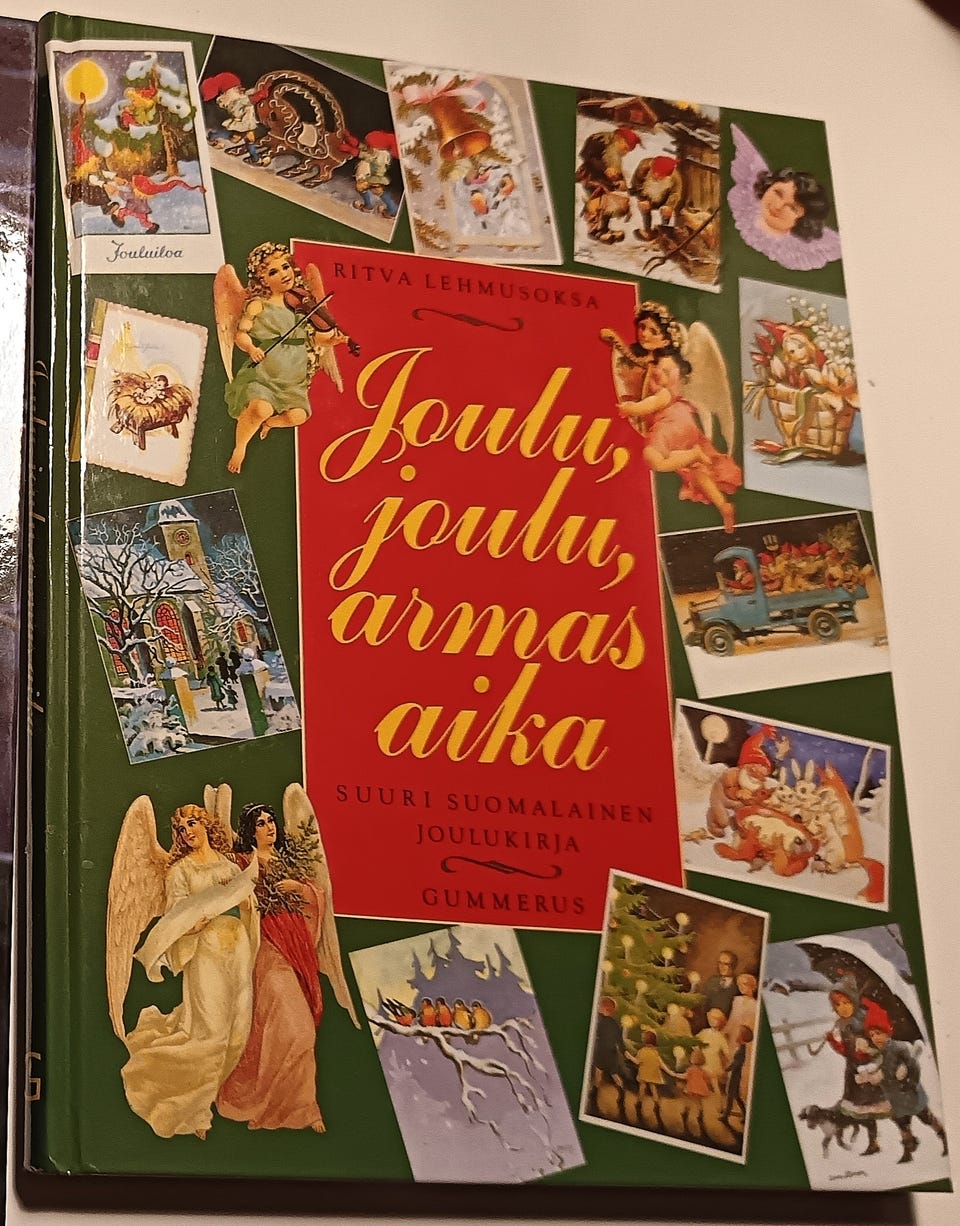 Jouluiloa
RITVA LEHMUSOKSA
Joulu,
joulu,
armas
aika
SUURI SUOMALAINEN
JOULUKIRJA
GUMMERUS
G